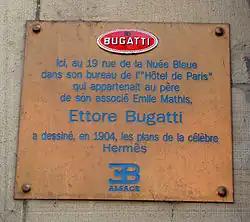 BUGATTI
Ici, au 19 rue de la Nuée Bleue
dans son bureau de l'"Hôtel de Paris"
qui appartenait au père
de son associé Emile Mathis,
Ettore Bugatti
a dessiné, en 1904, les plans de la célèbre
Hermès
EB
ALSACE